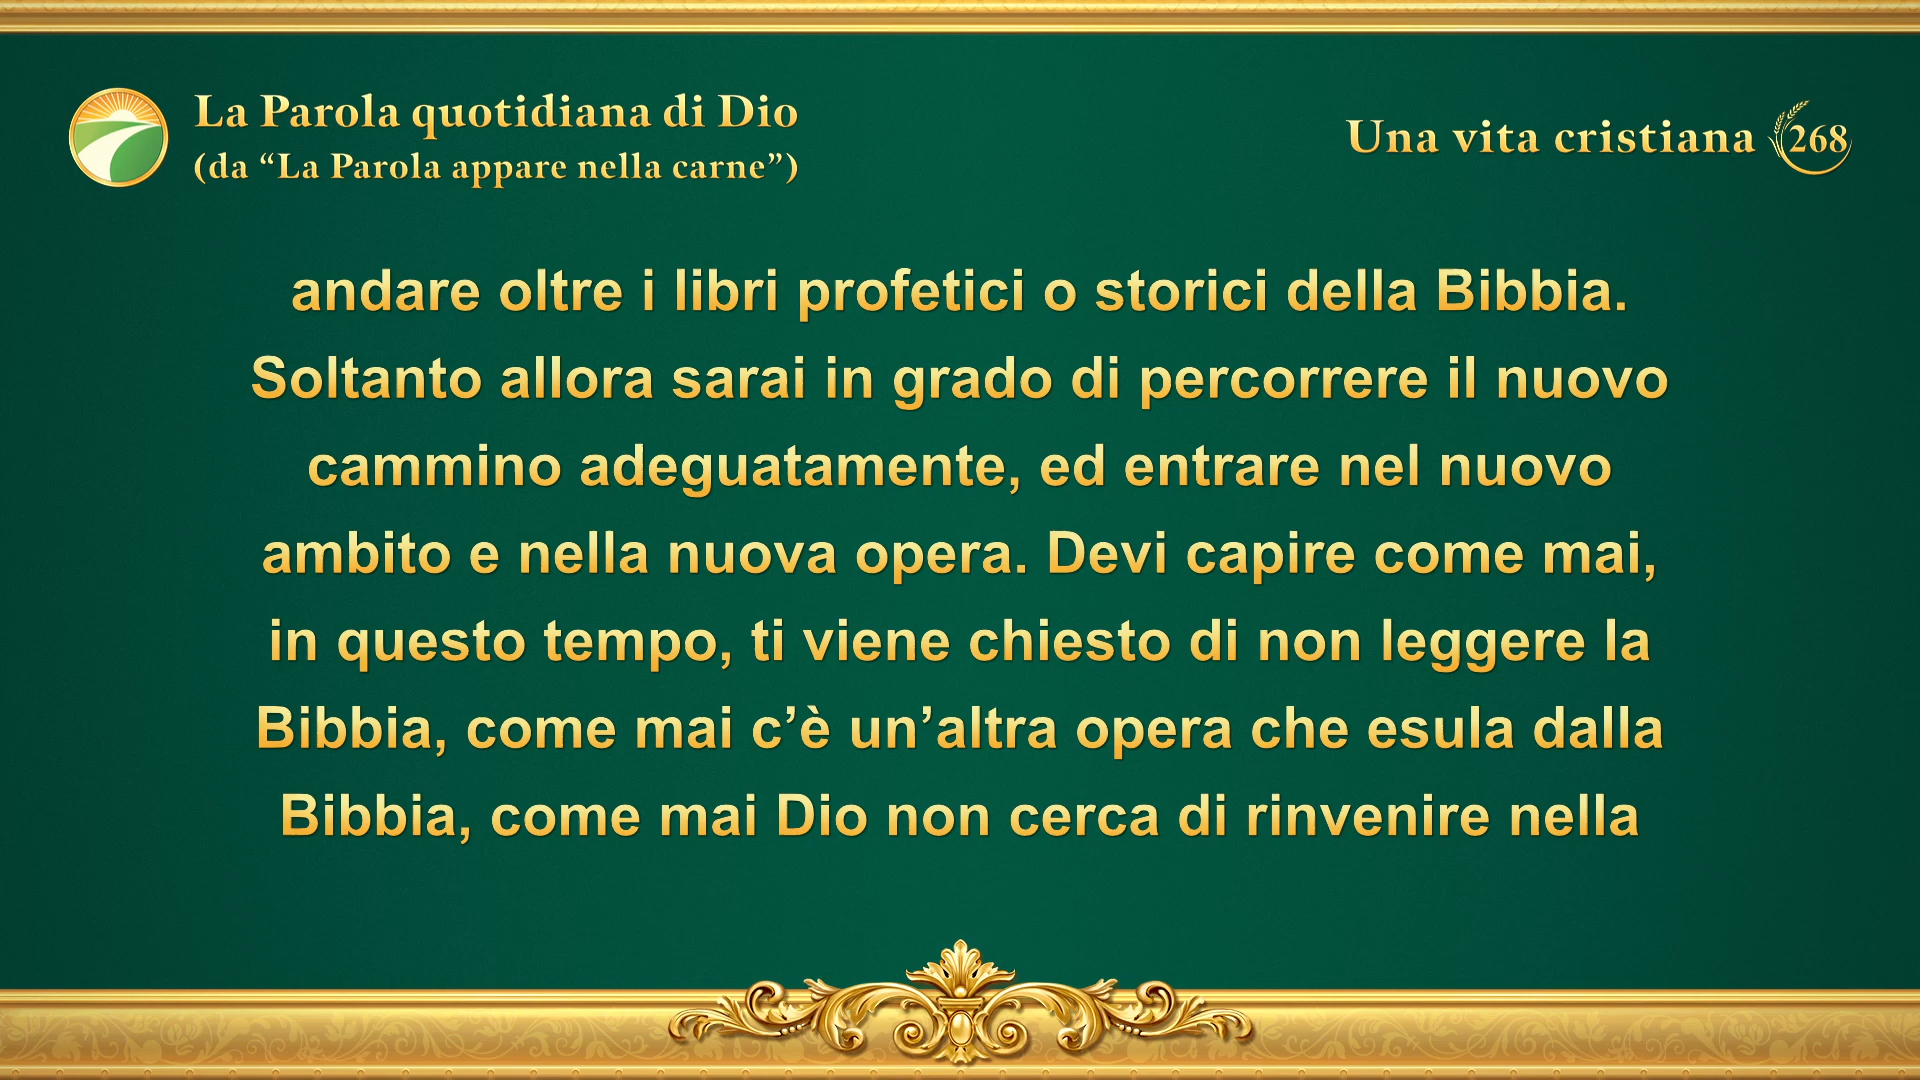 La Parola quotidiana di Dio
(da “La Parola appare nella carne”)
Una vita cristiana 268
andare oltre i libri profetici o storici della Bibbia.
Soltanto allora sarai in grado di percorrere il nuovo
cammino adeguatamente, ed entrare nel nuovo
ambito e nella nuova opera. Devi capire come mai,
in questo tempo, ti viene chiesto di non leggere la
Bibbia, come mai c’è un’altra opera che esula dalla
Bibbia, come mai Dio non cerca di rinvenire nella